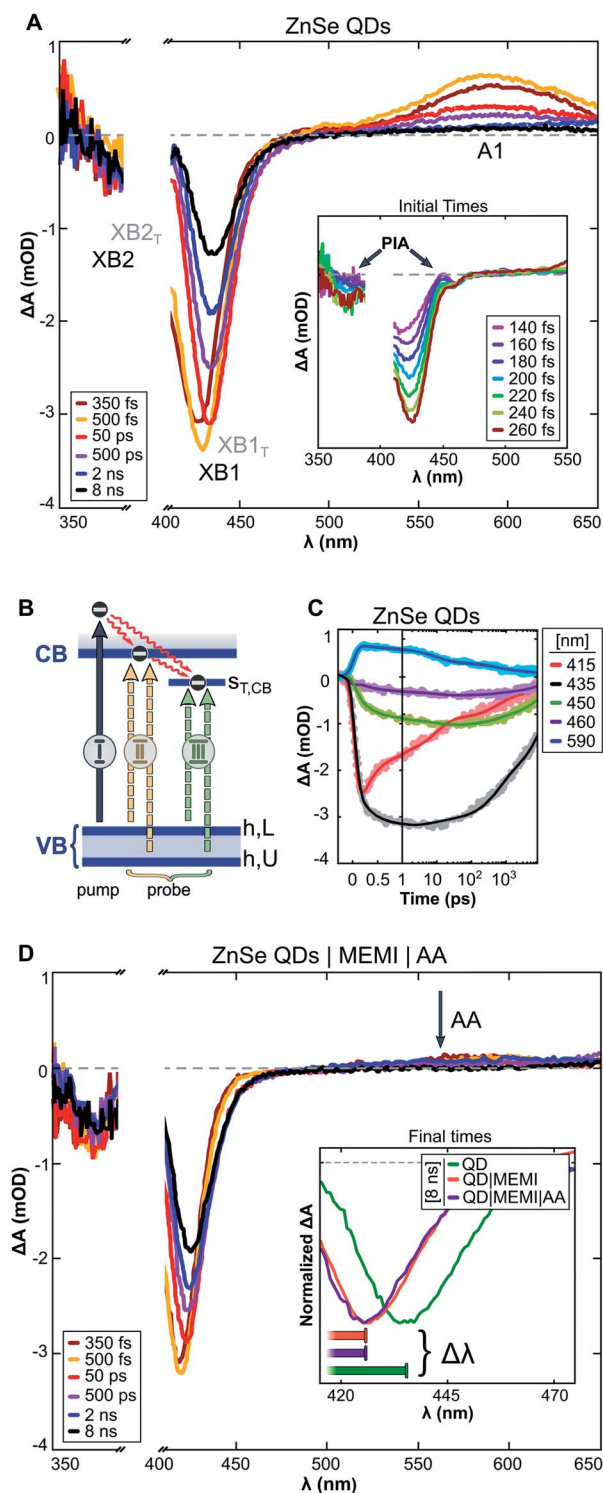 A
ZnSe QDs
1
0
-1
-2
-3
-4
ΔA (mOD)
XB2T
XB2
XB1T
XB1
A1
350 fs
500 fs
50 ps
500 ps
2 ns
8 ns
350
400
450
500
550
600
λ (nm)
Initial Times
PIA
ΔA (mOD)
140 fs
160 fs
180 fs
200 fs
220 fs
240 fs
260 fs
350
400
450
500
550
λ (nm)
B
CB
ST,CB
I
II
III
VB
h,L
h,U
pump
probe
C
ZnSe QDs
1
0
-1
-2
-3
-4
ΔA (mOD)
[nm]
415
435
450
460
590
0
0.5
1
10
10²
10³
Time (ps)
D
ZnSe QDs | MEMI | AA
1
0
-1
-2
-3
-4
ΔA (mOD)
AA
350 fs
500 fs
50 ps
500 ps
2 ns
8 ns
350
400
450
500
550
600
λ (nm)
Final times
[8 ns]
QD
QD|MEMI
QD|MEMI|AA
Normalized ΔA
Δλ
420
445
470
λ (nm)